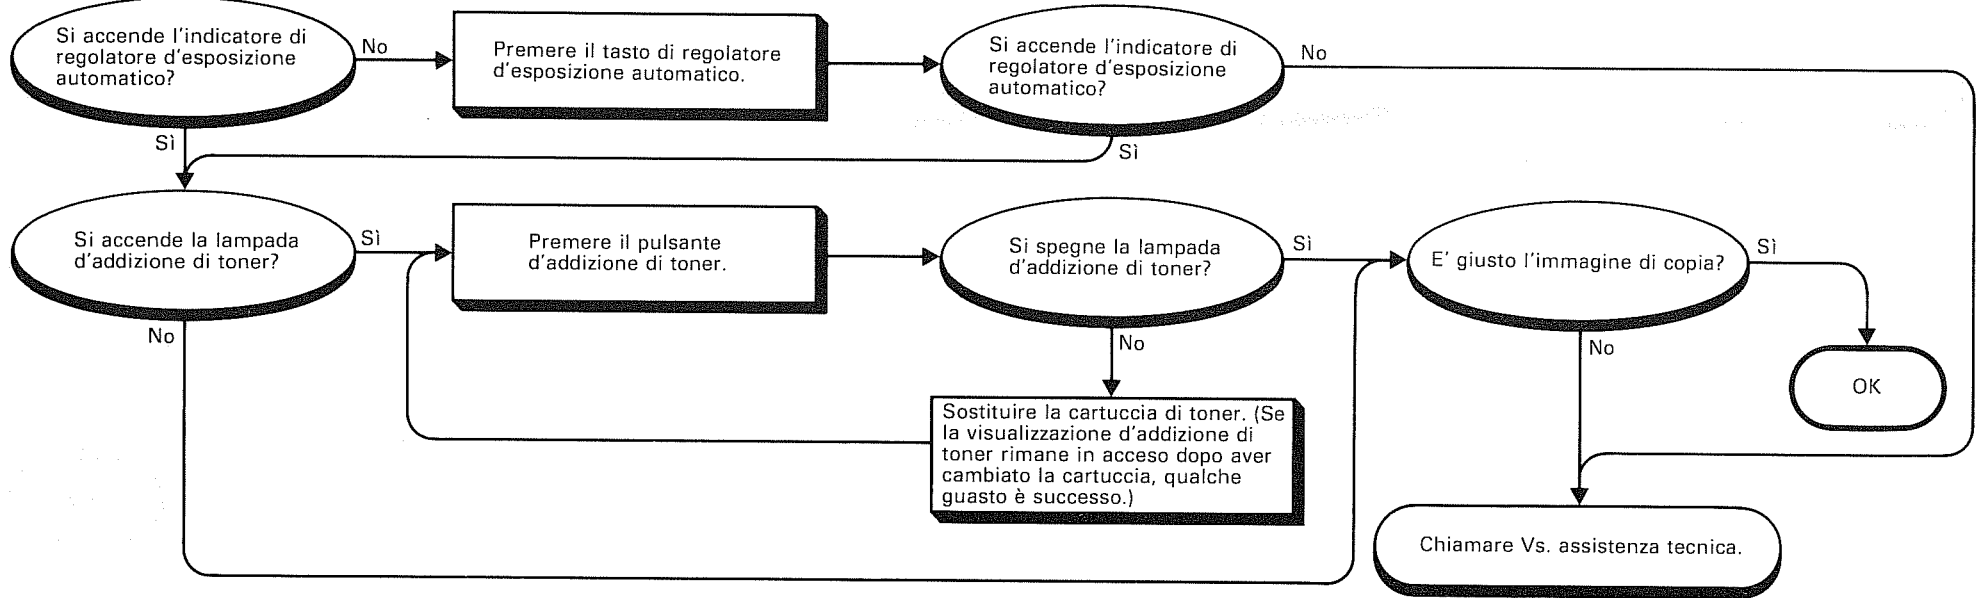 Si accende l'indicatore di
regolatore d'esposizione
automatico?
No
Premere il tasto di regolatore
d'esposizione automatico.
Si accende l'indicatore di
regolatore d'esposizione
automatico?
No
Sì
Sì
Si accende la lampada
d'addizione di toner?
Sì
Premere il pulsante
d'addizione di toner.
Si spegne la lampada
d'addizione di toner?
Sì
E' giusto l'immagine di copia?
Sì
No
No
No
OK
Sostituire la cartuccia di toner. (Se
la visualizzazione d'addizione di
toner rimane in acceso dopo aver
cambiato la cartuccia, qualche
guasto è successo.)
Chiamare Vs. assistenza tecnica.